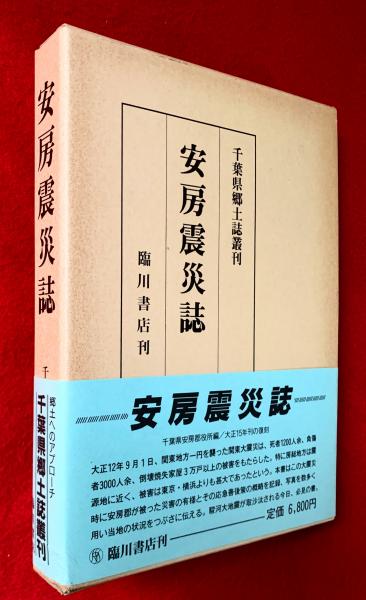 安房震災誌
千
千葉県郷土誌叢刊
安房震災誌
臨川書店刊
郷土へのアプローチ
千葉県郷土誌叢刊
安房震災誌
千葉県安房郡役所編/大正15年刊の復刻
大正12年9月1日、関東地方一円を襲った関東大震災は、死者1200人余、負傷
者3000人余、倒壊焼失家屋3万戸以上の被害をもたらした。特に房総地方は震
源地に近く、被害は東京・横浜よりも甚大であったという。本書はこの大震災
時に安房郡が被った災害の有様とその応急善後策の概略を記録、写真を数多く
用い当地の状況をつぶさに伝える。駿河大地震が取沙汰される今日、必見の書。
定価 6,800円
臨川書店刊